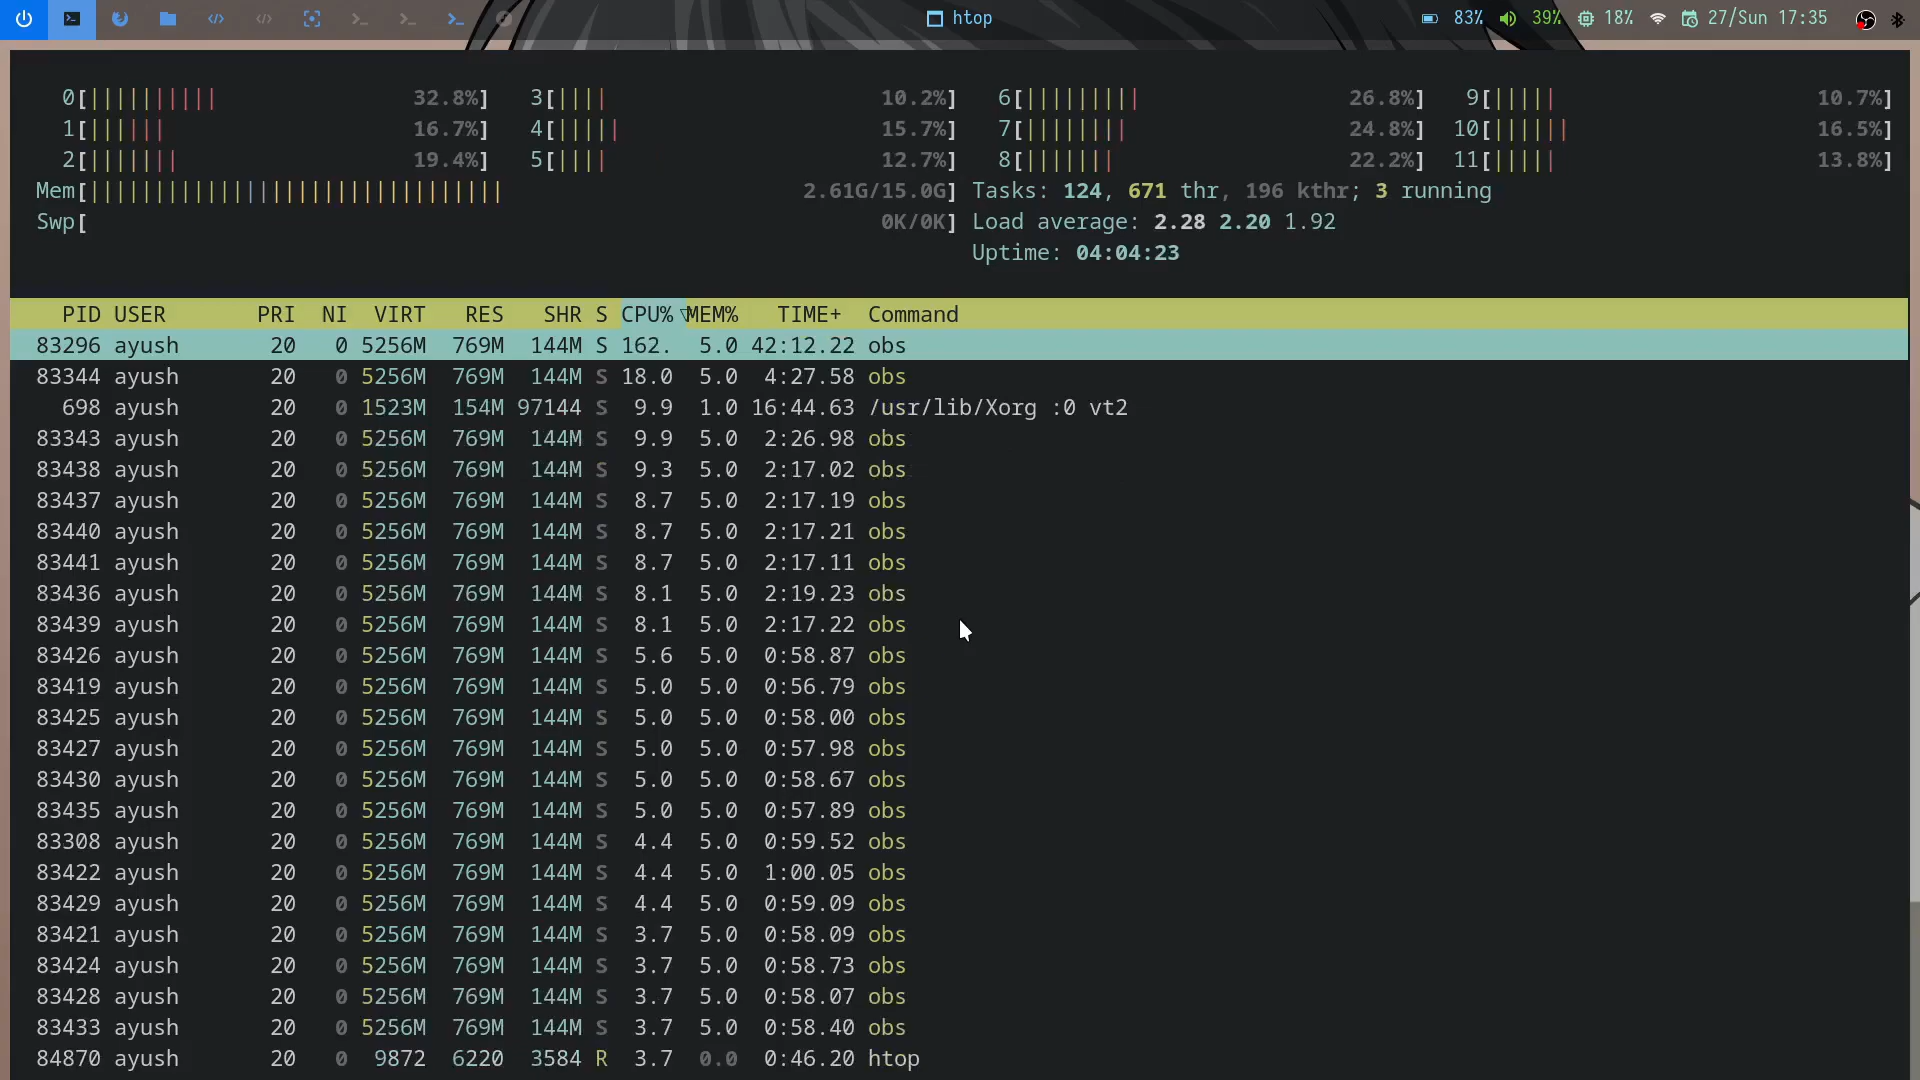 htop 83% 39% 18% 27/Sun 17:35
0[||||||||||| 32.8%] 3[|||| 10.2%] 6[||||||||| 26.8%] 9[||||| 10.7%]
1[|||||| 16.7%] 4[||||| 15.7%] 7[|||||||| 24.8%] 10[|||||| 16.5%]
2[||||||| 19.4%] 5[|||| 12.7%] 8[||||||| 22.2%] 11[||||| 13.8%]
Mem[|||||||||||||||||||||||||||||||| 2.61G/15.0G] Tasks: 124, 671 thr, 196 kthr; 3 running
Swp[ 0K/0K] Load average: 2.28 2.20 1.92
Uptime: 04:04:23
PID USER PRI NI VIRT RES SHR S CPU%▽MEM% TIME+ Command
83296 ayush 20 0 5256M 769M 144M S 162. 5.0 42:12.22 obs
83344 ayush 20 0 5256M 769M 144M S 18.0 5.0 4:27.58 obs
698 ayush 20 0 1523M 154M 97144 S 9.9 1.0 16:44.63 /usr/lib/Xorg :0 vt2
83343 ayush 20 0 5256M 769M 144M S 9.9 5.0 2:26.98 obs
83438 ayush 20 0 5256M 769M 144M S 9.3 5.0 2:17.02 obs
83437 ayush 20 0 5256M 769M 144M S 8.7 5.0 2:17.19 obs
83440 ayush 20 0 5256M 769M 144M S 8.7 5.0 2:17.21 obs
83441 ayush 20 0 5256M 769M 144M S 8.7 5.0 2:17.11 obs
83436 ayush 20 0 5256M 769M 144M S 8.1 5.0 2:19.23 obs
83439 ayush 20 0 5256M 769M 144M S 8.1 5.0 2:17.22 obs
83426 ayush 20 0 5256M 769M 144M S 5.6 5.0 0:58.87 obs
83419 ayush 20 0 5256M 769M 144M S 5.0 5.0 0:56.79 obs
83425 ayush 20 0 5256M 769M 144M S 5.0 5.0 0:58.00 obs
83427 ayush 20 0 5256M 769M 144M S 5.0 5.0 0:57.98 obs
83430 ayush 20 0 5256M 769M 144M S 5.0 5.0 0:58.67 obs
83435 ayush 20 0 5256M 769M 144M S 5.0 5.0 0:57.89 obs
83308 ayush 20 0 5256M 769M 144M S 4.4 5.0 0:59.52 obs
83422 ayush 20 0 5256M 769M 144M S 4.4 5.0 1:00.05 obs
83429 ayush 20 0 5256M 769M 144M S 4.4 5.0 0:59.09 obs
83421 ayush 20 0 5256M 769M 144M S 3.7 5.0 0:58.09 obs
83424 ayush 20 0 5256M 769M 144M S 3.7 5.0 0:58.73 obs
83428 ayush 20 0 5256M 769M 144M S 3.7 5.0 0:58.07 obs
83433 ayush 20 0 5256M 769M 144M S 3.7 5.0 0:58.40 obs
84870 ayush 20 0 9872 6220 3584 R 3.7 0.0 0:46.20 htop